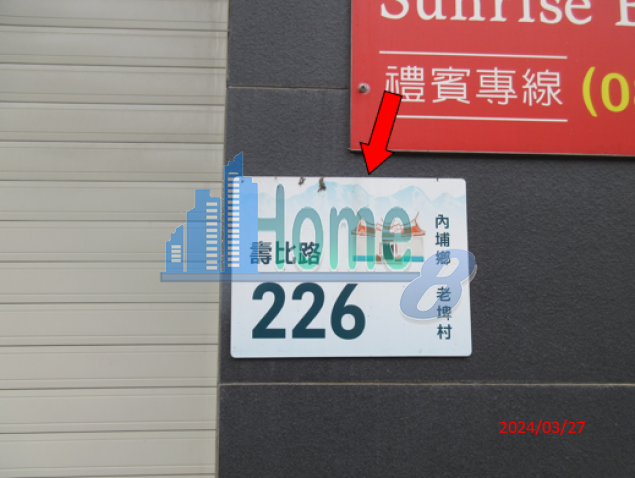 Sunrise
禮賓專線 (0
Home 8
壽比路
226
內埔鄉 老埤村
2024/03/27